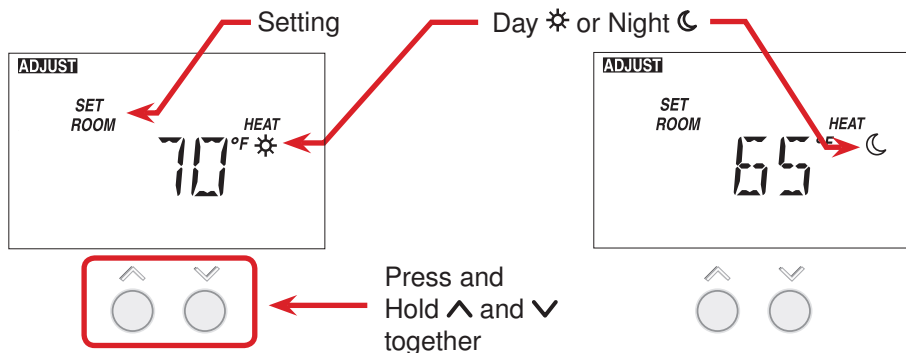 Setting
Day ☼ or Night ☾
ADJUST
SET
ROOM
HEAT
70°F ☼
ADJUST
SET
ROOM
HEAT
65°F ☾
Press and
Hold ∧ and ∨
together